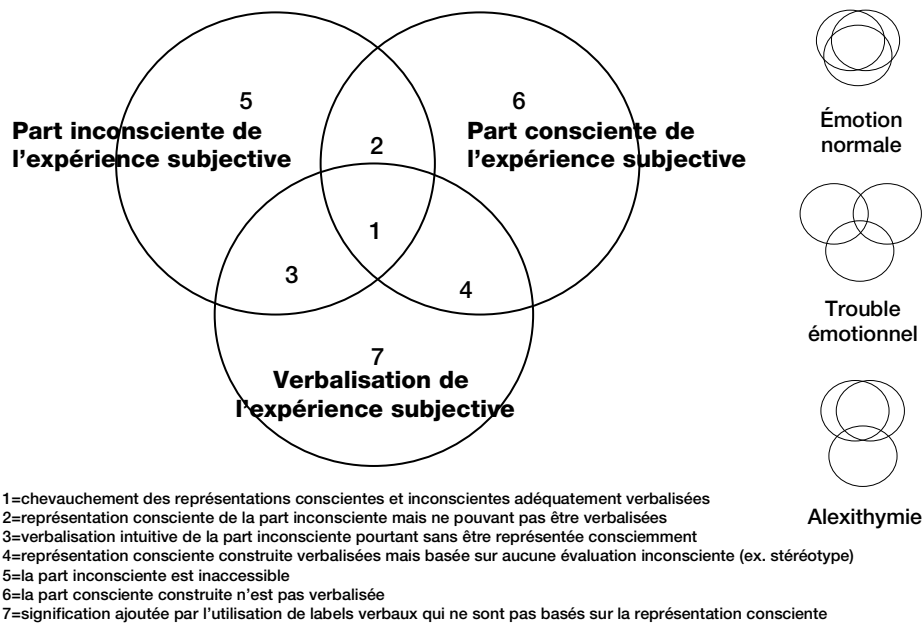 5
Part inconsciente de
l'expérience subjective
6
Part consciente de
l'expérience subjective
2
1
3
4
7
Verbalisation de
l'expérience subjective
Émotion
normale
Trouble
émotionnel
Alexithymie
1=chevauchement des représentations conscientes et inconscientes adéquatement verbalisées
2=représentation consciente de la part inconsciente mais ne pouvant pas être verbalisées
3=verbalisation intuitive de la part inconsciente pourtant sans être représentée consciemment
4=représentation consciente construite verbalisées mais basée sur aucune évaluation inconsciente (ex. stéréotype)
5=la part inconsciente est inaccessible
6=la part consciente construite n'est pas verbalisée
7=signification ajoutée par l'utilisation de labels verbaux qui ne sont pas basés sur la représentation consciente